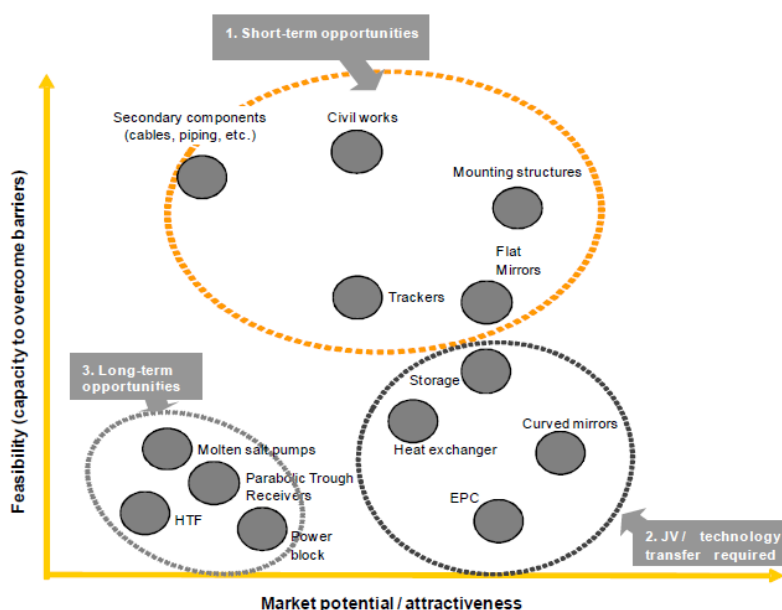 1. Short-term opportunities
Secondary components
(cables, piping, etc.)
Civil works
Mounting structures
Flat
Mirrors
Trackers
3. Long-term
opportunities
Storage
Molten salt pumps
Heat exchanger
Curved mirrors
Parabolic Trough
Receivers
EPC
HTF
Power
block
2. JV / technology
transfer required
Feasibility (capacity to overcome barriers)
Market potential / attractiveness